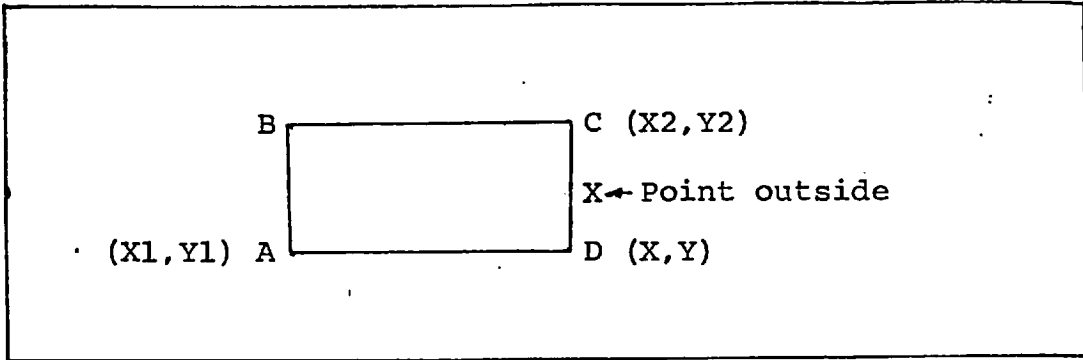 B C (X2,Y2)
X← Point outside
(X1,Y1) A D (X,Y)